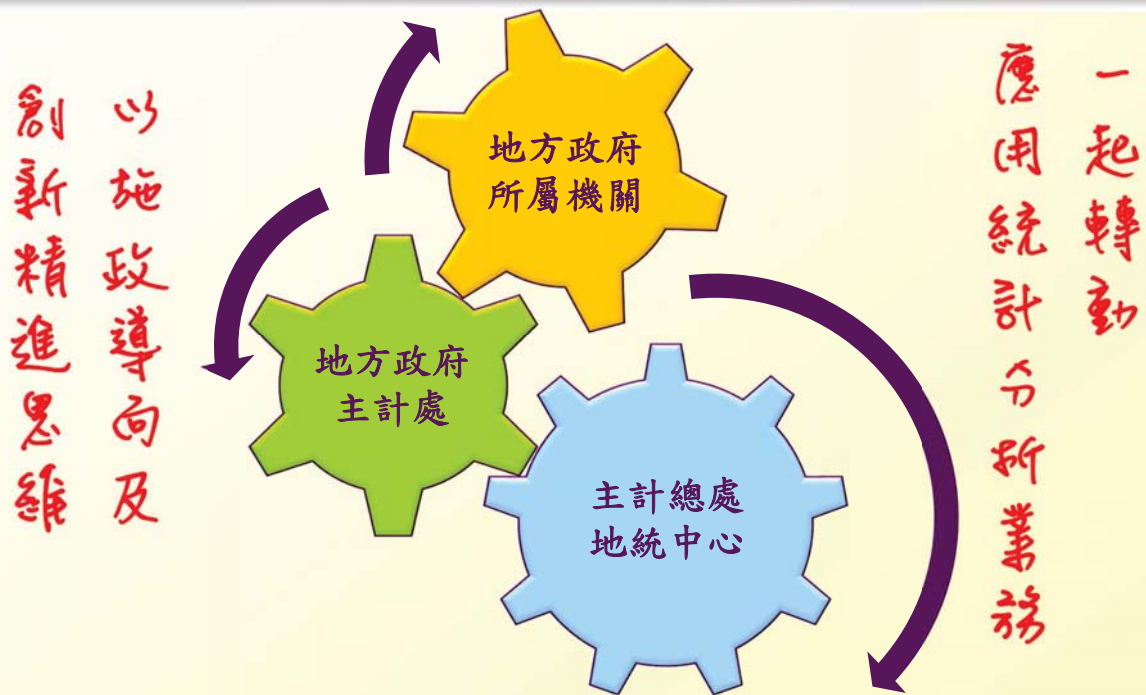 一起轉動
應用統計分析業務
地方政府
所屬機關
地方政府
主計處
主計總處
地統中心
以施政導向及
創新精進思維